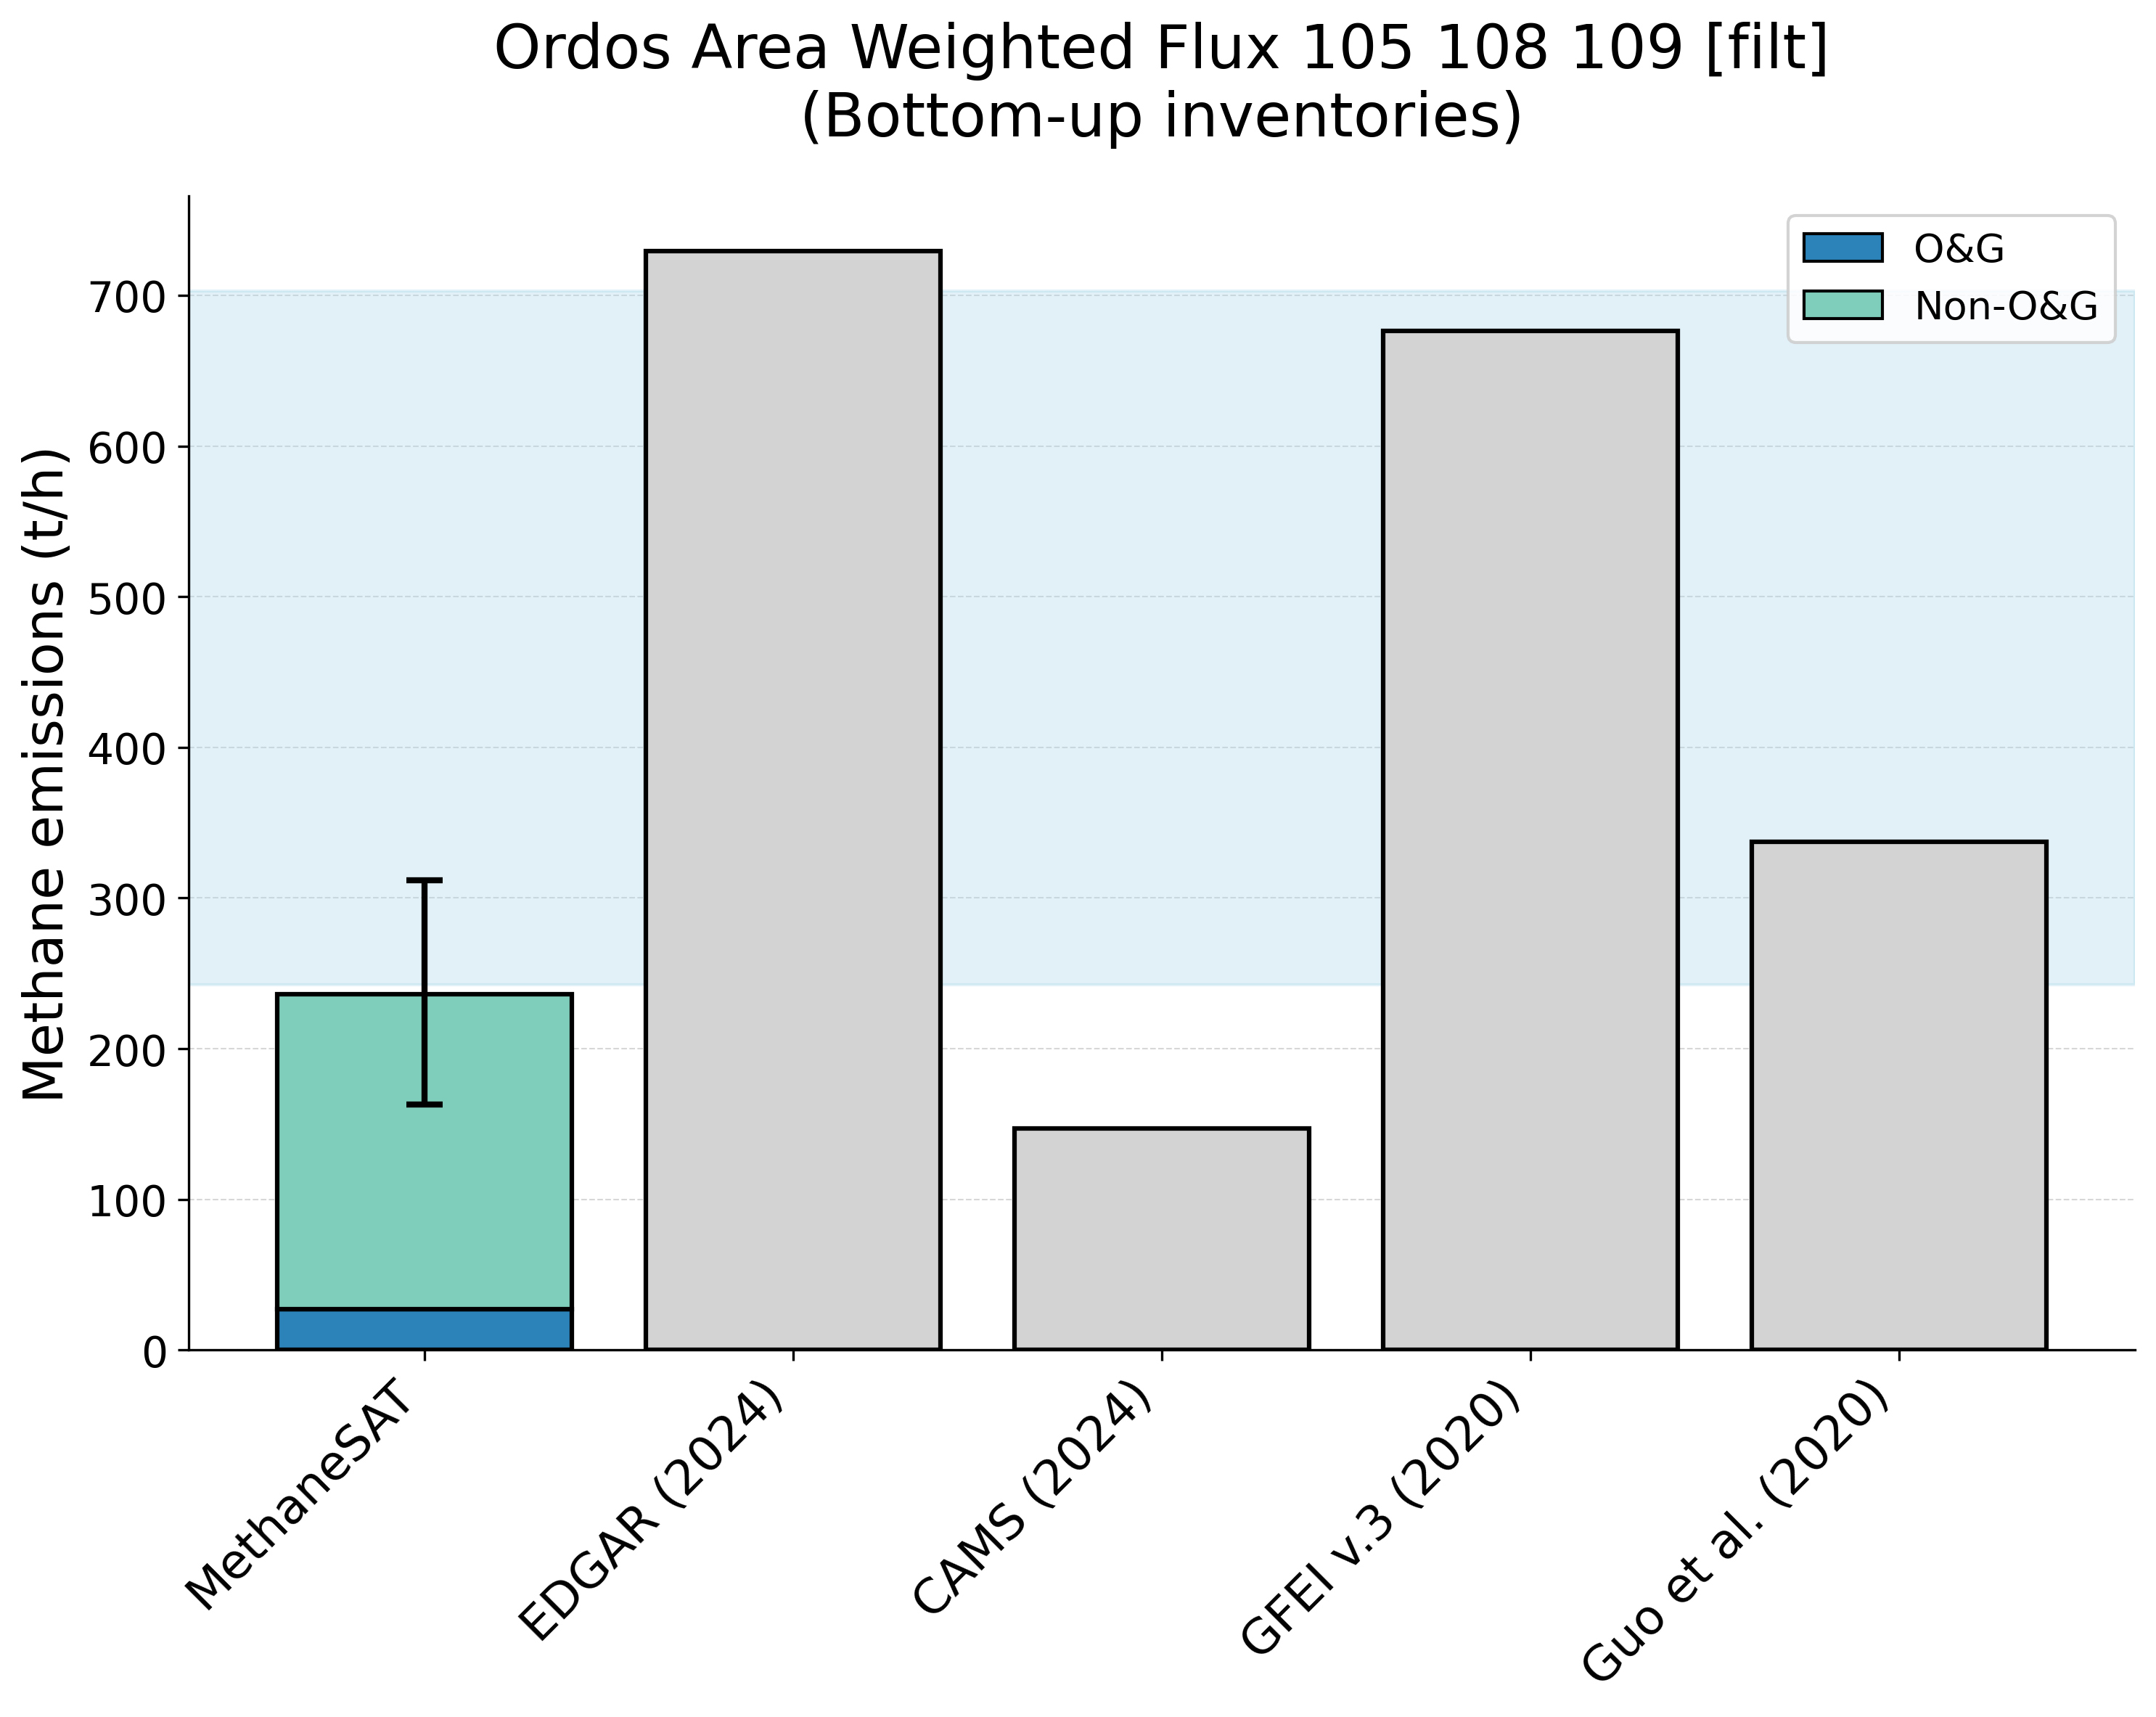 Ordos Area Weighted Flux 105 108 109 [filt]
(Bottom-up inventories)
O&G
Non-O&G
Methane emissions (t/h)
700
600
500
400
300
200
100
0
MethaneSAT
EDGAR (2024)
CAMS (2024)
GFEI v.3 (2020)
Guo et al. (2020)